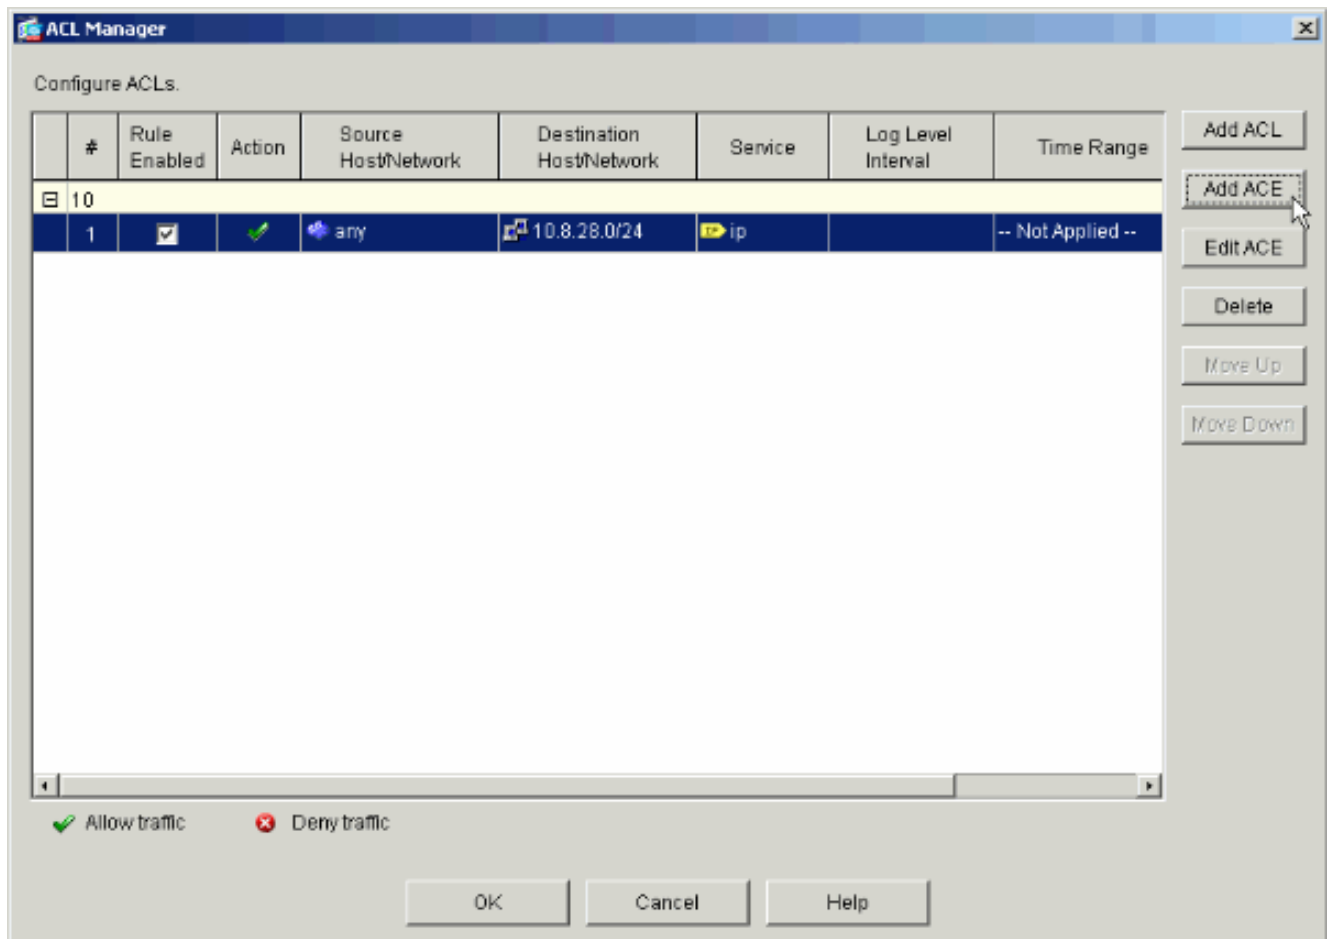 ACL Manager
Configure ACLs.
#
Rule Enabled
Action
Source Host/Network
Destination Host/Network
Service
Log Level Interval
Time Range
10
1
any
10.8.28.0/24
IP
ip
-- Not Applied --
Add ACL
Add ACE
Edit ACE
Delete
Move Up
Move Down
Allow traffic
Deny traffic
OK
Cancel
Help